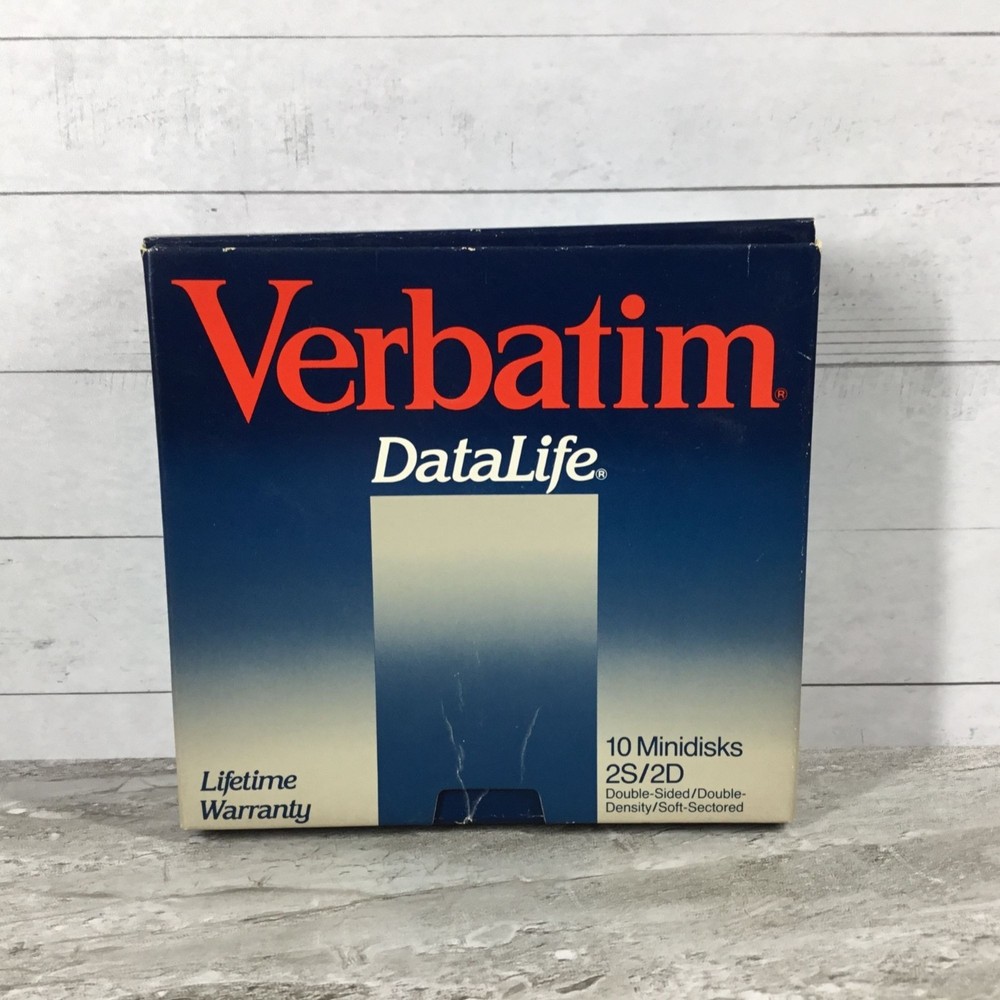 Verbatim®
DataLife®
Lifetime
Warranty
10 Minidisks
2S/2D
Double-Sided/Double-
Density/Soft-Sectored